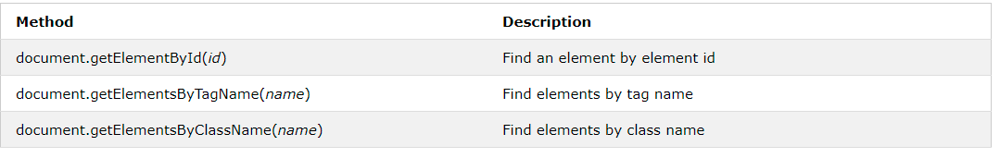 Method Description
document.getElementById(id) Find an element by element id
document.getElementsByTagName(name) Find elements by tag name
document.getElementsByClassName(name) Find elements by class name